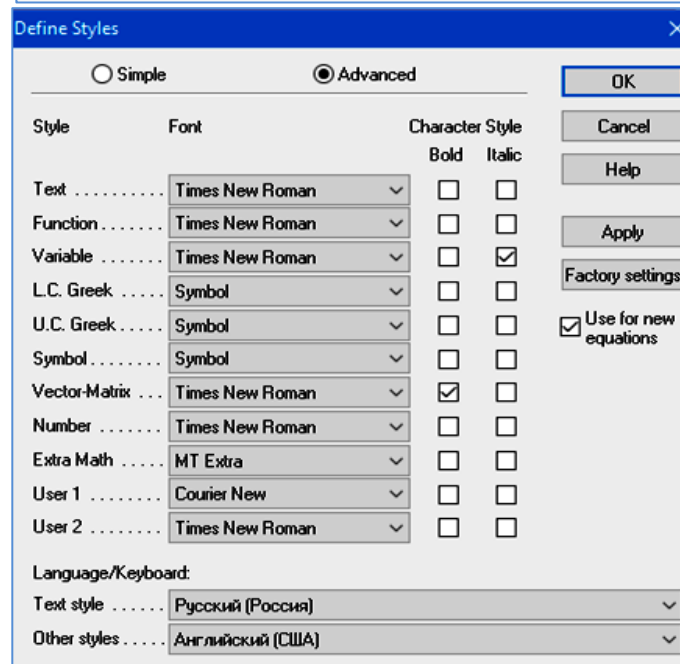 Define Styles
Simple Advanced
OK
Style Font Character Style
Bold Italic
Cancel
Help
Text .......... Times New Roman
Function ....... Times New Roman
Apply
Variable ....... Times New Roman
Factory settings
L.C. Greek ..... Symbol
U.C. Greek ..... Symbol
Use for new
equations
Symbol ........ Symbol
Vector-Matrix ... Times New Roman
Number ....... Times New Roman
Extra Math ..... MT Extra
User 1 ........ Courier New
User 2 ........ Times New Roman
Language/Keyboard:
Text style ...... Русский (Россия)
Other styles ..... Английский (США)